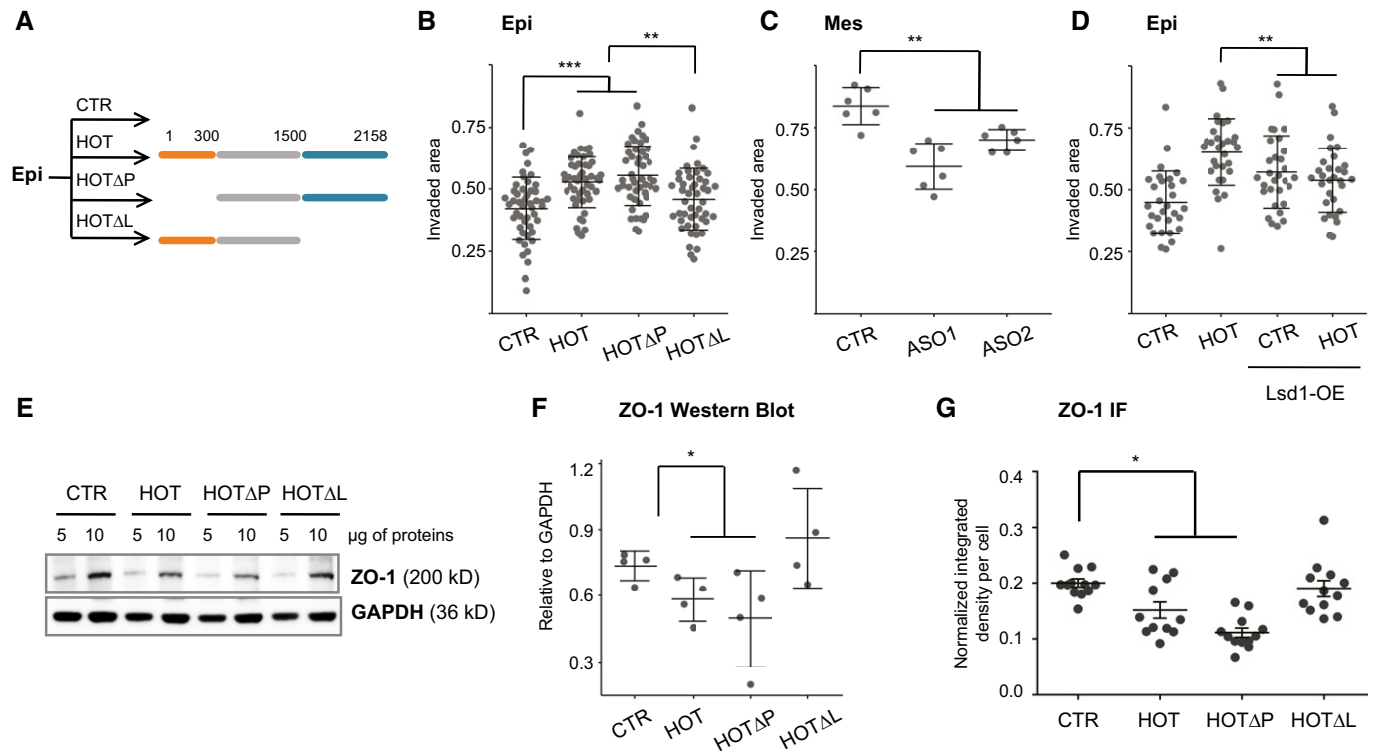 A
Epi
CTR
HOT
HOTΔP
HOTΔL
1 300 1500 2158
B Epi
Invaded area
0.75
0.50
0.25
***
**
CTR HOT HOTΔP HOTΔL
C Mes
Invaded area
0.75
0.50
0.25
**
CTR ASO1 ASO2
D Epi
Invaded area
0.75
0.50
0.25
**
CTR HOT CTR HOT
Lsd1-OE
E
CTR HOT HOTΔP HOTΔL
5 10 5 10 5 10 5 10 µg of proteins
ZO-1 (200 kD)
GAPDH (36 kD)
F ZO-1 Western Blot
Relative to GAPDH
1.2
0.9
0.6
0.3
*
CTR HOT HOTΔP HOTΔL
G ZO-1 IF
Normalized integrated
density per cell
0.4
0.3
0.2
0.1
0.0
*
CTR HOT HOTΔP HOTΔL